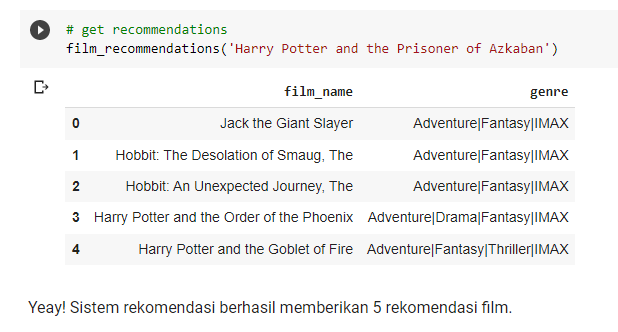 # get recommendations
film_recommendations('Harry Potter and the Prisoner of Azkaban')
film_name genre
0 Jack the Giant Slayer Adventure|Fantasy|IMAX
1 Hobbit: The Desolation of Smaug, The Adventure|Fantasy|IMAX
2 Hobbit: An Unexpected Journey, The Adventure|Fantasy|IMAX
3 Harry Potter and the Order of the Phoenix Adventure|Drama|Fantasy|IMAX
4 Harry Potter and the Goblet of Fire Adventure|Fantasy|Thriller|IMAX
Yeay! Sistem rekomendasi berhasil memberikan 5 rekomendasi film.